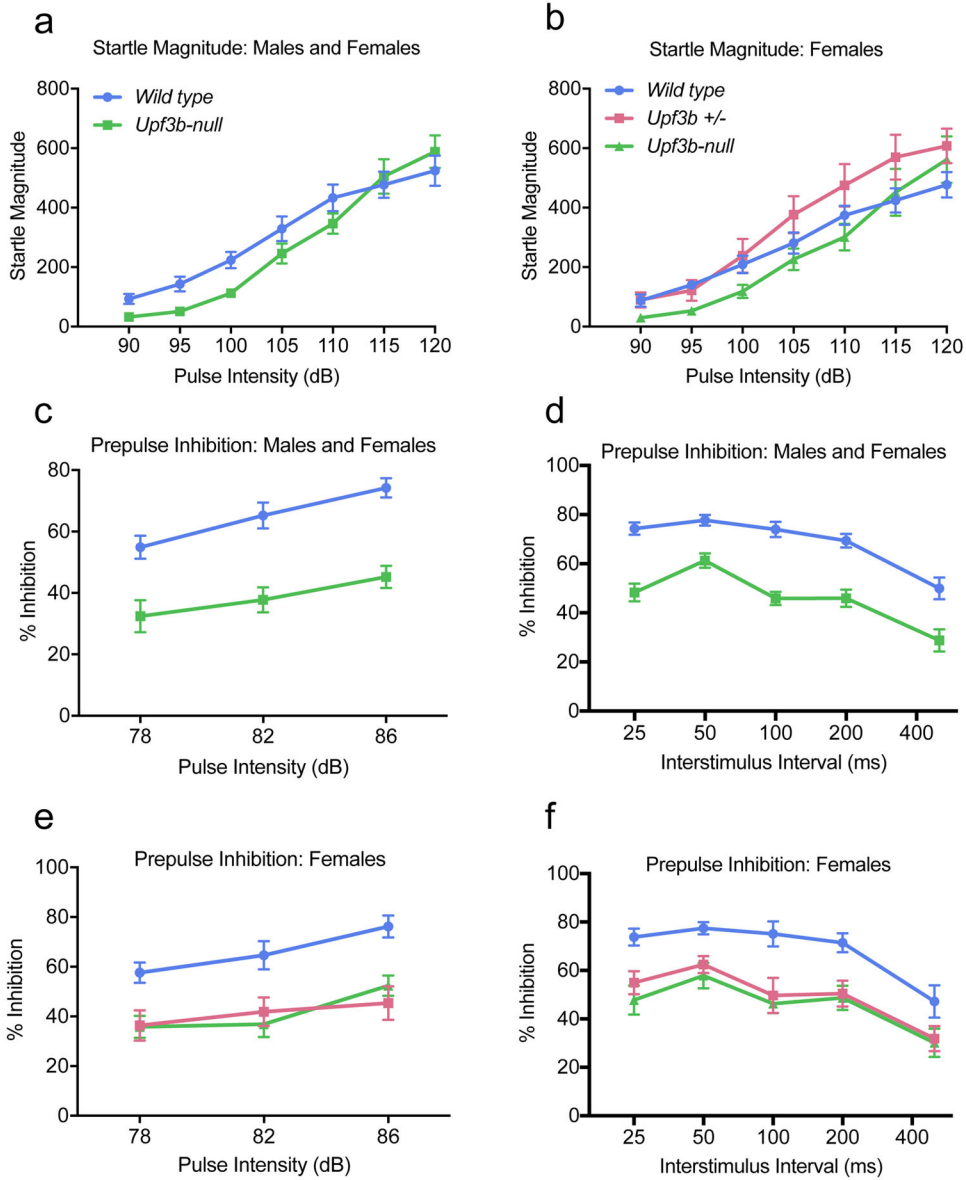 a
Startle Magnitude: Males and Females
Wild type
Upf3b-null
Startle Magnitude
800
600
400
200
0
90 95 100 105 110 115 120
Pulse Intensity (dB)
b
Startle Magnitude: Females
Wild type
Upf3b +/-
Upf3b-null
Startle Magnitude
800
600
400
200
0
90 95 100 105 110 115 120
Pulse Intensity (dB)
c
Prepulse Inhibition: Males and Females
% Inhibition
80
60
40
20
0
78 82 86
Pulse Intensity (dB)
d
Prepulse Inhibition: Males and Females
% Inhibition
100
80
60
40
20
0
25 50 100 200 400
Interstimulus Interval (ms)
e
Prepulse Inhibition: Females
% Inhibition
100
80
60
40
20
0
78 82 86
Pulse Intensity (dB)
f
Prepulse Inhibition: Females
% Inhibition
100
80
60
40
20
0
25 50 100 200 400
Interstimulus Interval (ms)